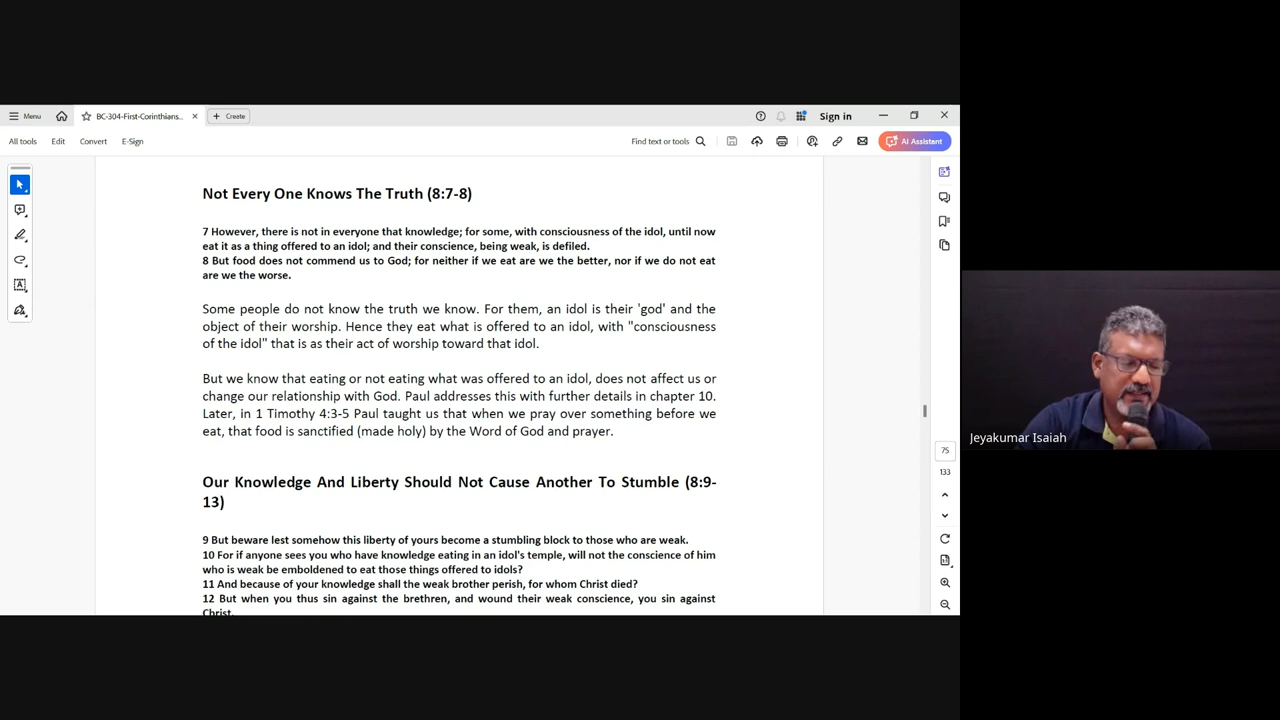 Menu
BC-304-First-Corinthians...
Create
Sign in
All tools
Edit
Convert
E-Sign
Find text or tools
AI Assistant
Not Every One Knows The Truth (8:7-8)
7 However, there is not in everyone that knowledge; for some, with consciousness of the idol, until now
eat it as a thing offered to an idol; and their conscience, being weak, is defiled.
8 But food does not commend us to God; for neither if we eat are we the better, nor if we do not eat
are we the worse.
Some people do not know the truth we know. For them, an idol is their 'god' and the
object of their worship. Hence they eat what is offered to an idol, with "consciousness
of the idol" that is as their act of worship toward that idol.
But we know that eating or not eating what was offered to an idol, does not affect us or
change our relationship with God. Paul addresses this with further details in chapter 10.
Later, in 1 Timothy 4:3-5 Paul taught us that when we pray over something before we
eat, that food is sanctified (made holy) by the Word of God and prayer.
Our Knowledge And Liberty Should Not Cause Another To Stumble (8:9-
13)
9 But beware lest somehow this liberty of yours become a stumbling block to those who are weak.
10 For if anyone sees you who have knowledge eating in an idol's temple, will not the conscience of him
who is weak be emboldened to eat those things offered to idols?
11 And because of your knowledge shall the weak brother perish, for whom Christ died?
12 But when you thus sin against the brethren, and wound their weak conscience, you sin against
Christ.
75
133
Jeyakumar Isaiah